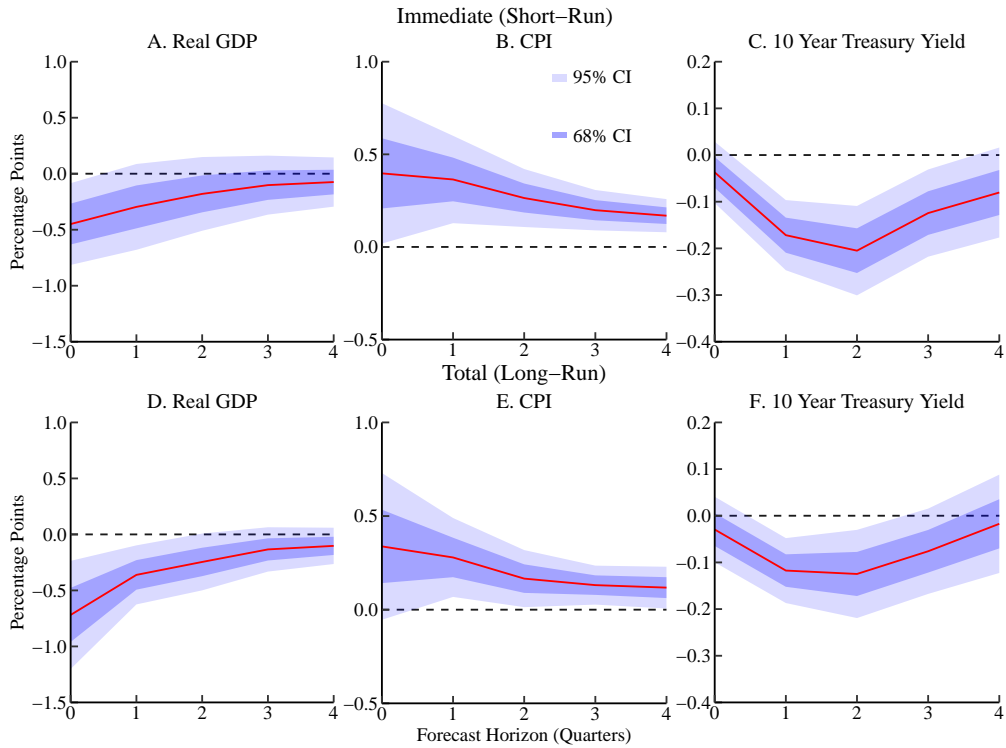 Immediate (Short−Run)
A. Real GDP
B. CPI
C. 10 Year Treasury Yield
Percentage Points
1.0
0.5
0.0
−0.5
−1.0
−1.5
0 1 2 3 4
1.0
0.5
0.0
−0.5
0 1 2 3 4
95% CI
68% CI
0.2
0.1
0.0
−0.1
−0.2
−0.3
−0.4
0 1 2 3 4
Total (Long−Run)
D. Real GDP
E. CPI
F. 10 Year Treasury Yield
Percentage Points
1.0
0.5
0.0
−0.5
−1.0
−1.5
0 1 2 3 4
1.0
0.5
0.0
−0.5
0 1 2 3 4
0.2
0.1
0.0
−0.1
−0.2
−0.3
−0.4
0 1 2 3 4
Forecast Horizon (Quarters)